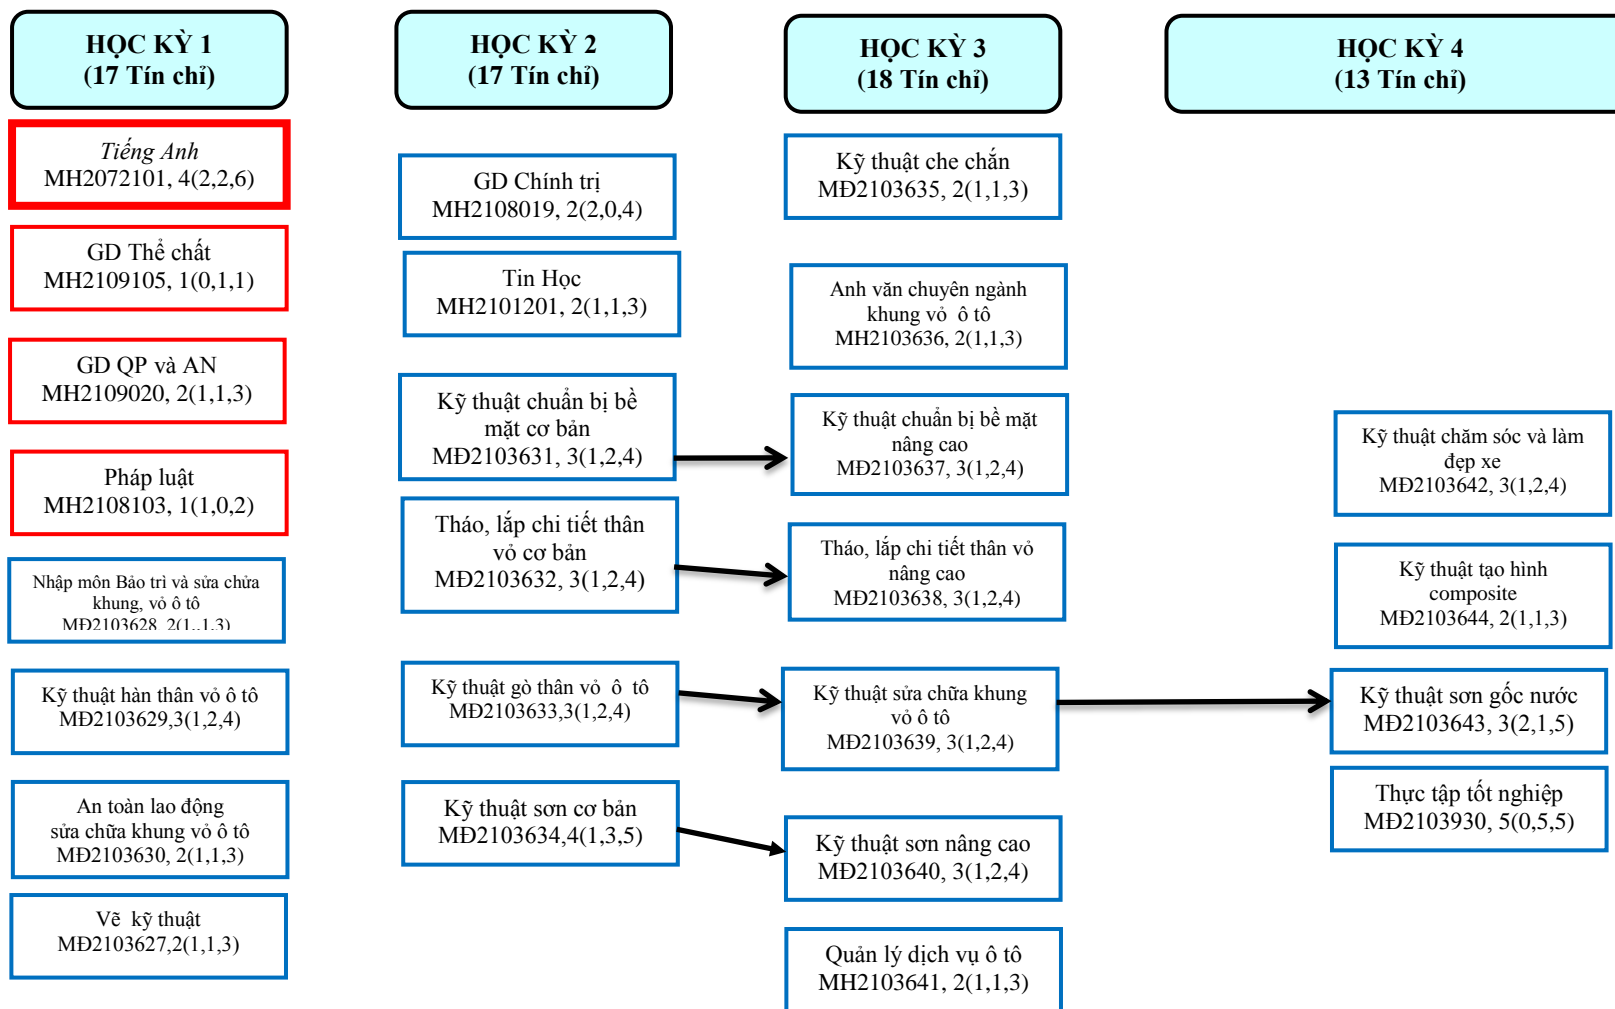 HỌC KỲ 1
(17 Tín chỉ)
Tiếng Anh
MH2072101, 4(2,2,6)
GD Thể chất
MH2109105, 1(0,1,1)
GD QP và AN
MH2109020, 2(1,1,3)
Pháp luật
MH2108103, 1(1,0,2)
Nhập môn Bảo trì và sửa chửa
khung, vỏ ô tô
MĐ2103628, 2(1,,1,3)
Kỹ thuật hàn thân vỏ ô tô
MĐ2103629,3(1,2,4)
An toàn lao động
sửa chữa khung vỏ ô tô
MĐ2103630, 2(1,1,3)
Vẽ kỹ thuật
MĐ2103627,2(1,1,3)
HỌC KỲ 2
(17 Tín chỉ)
GD Chính trị
MH2108019, 2(2,0,4)
Tin Học
MH2101201, 2(1,1,3)
Kỹ thuật chuẩn bị bề
mặt cơ bản
MĐ2103631, 3(1,2,4)
Tháo, lắp chi tiết thân
vỏ cơ bản
MĐ2103632, 3(1,2,4)
Kỹ thuật gò thân vỏ ô tô
MĐ2103633,3(1,2,4)
Kỹ thuật sơn cơ bản
MĐ2103634,4(1,3,5)
HỌC KỲ 3
(18 Tín chỉ)
Kỹ thuật che chắn
MĐ2103635, 2(1,1,3)
Anh văn chuyên ngành
khung vỏ ô tô
MH2103636, 2(1,1,3)
Kỹ thuật chuẩn bị bề mặt
nâng cao
MĐ2103637, 3(1,2,4)
Tháo, lắp chi tiết thân vỏ
nâng cao
MĐ2103638, 3(1,2,4)
Kỹ thuật sửa chữa khung
vỏ ô tô
MĐ2103639, 3(1,2,4)
Kỹ thuật sơn nâng cao
MĐ2103640, 3(1,2,4)
Quản lý dịch vụ ô tô
MH2103641, 2(1,1,3)
HỌC KỲ 4
(13 Tín chỉ)
Kỹ thuật chăm sóc và làm
đẹp xe
MĐ2103642, 3(1,2,4)
Kỹ thuật tạo hình
composite
MĐ2103644, 2(1,1,3)
Kỹ thuật sơn gốc nước
MĐ2103643, 3(2,1,5)
Thực tập tốt nghiệp
MĐ2103930, 5(0,5,5)